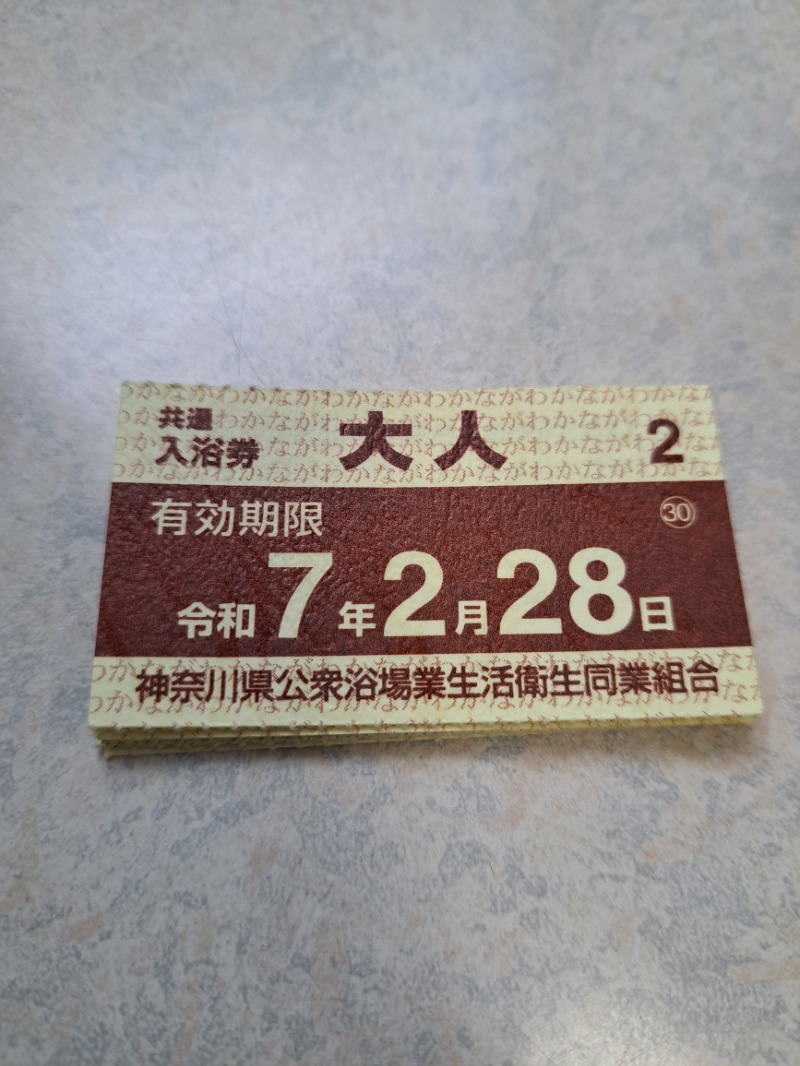 共通
入浴券 大人 2
有効期限 ㉚
令和7年2月28日
神奈川県公衆浴場業生活衛生同業組合